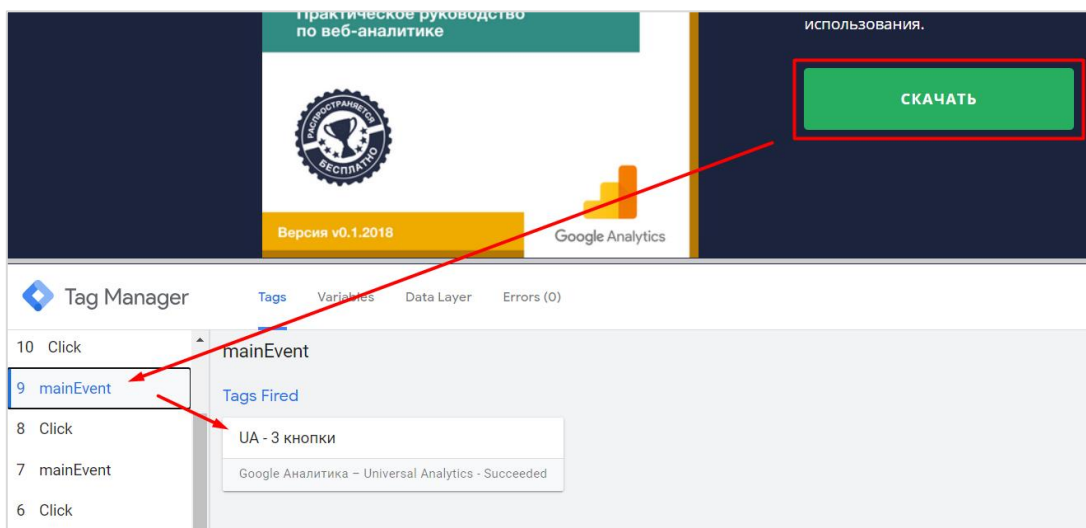 Практическое руководство
по веб-аналитике
использования.
СКАЧАТЬ
РАСПРОСТРАНЯЕТСЯ
БЕСПЛАТНО
Версия v0.1.2018
Google Analytics
Tag Manager
Tags Variables Data Layer Errors (0)
10 Click
9 mainEvent
8 Click
7 mainEvent
6 Click
mainEvent
Tags Fired
UA - 3 кнопки
Google Аналитика – Universal Analytics - Succeeded